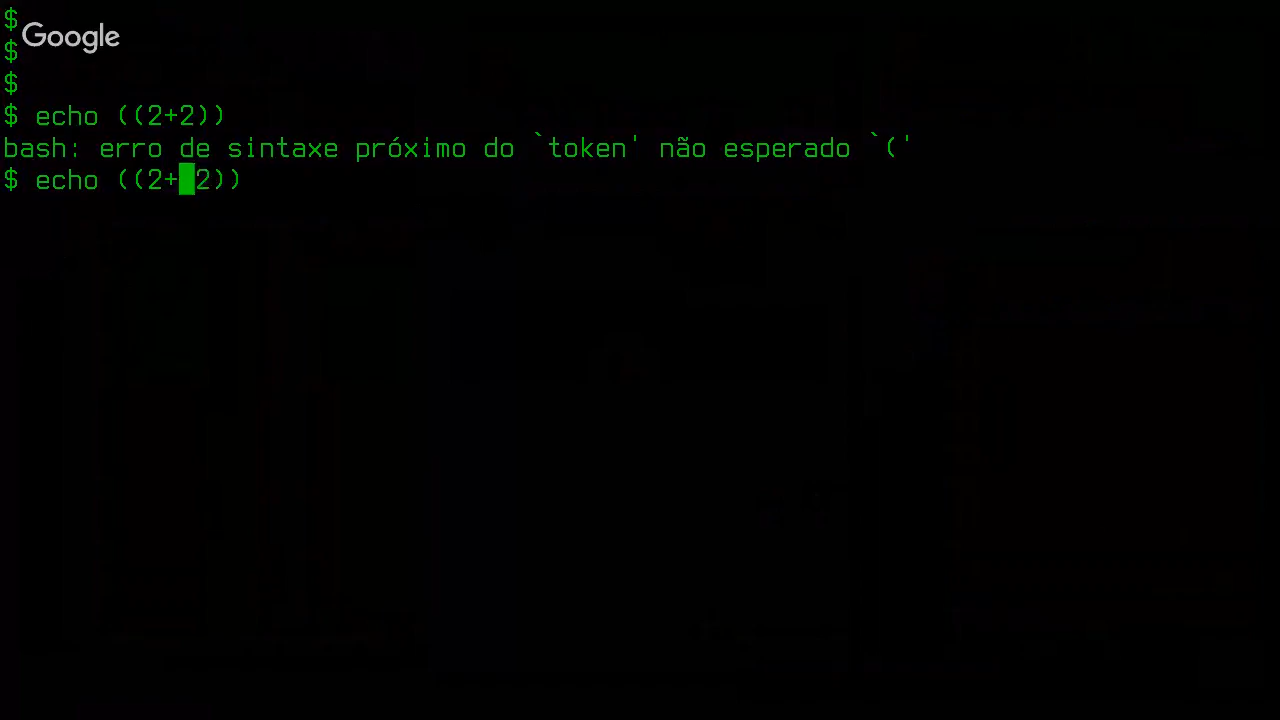 $
Google
$
$
$ echo ((2+2))
bash: erro de sintaxe próximo do `token' não esperado `('
$ echo ((2+ 2))